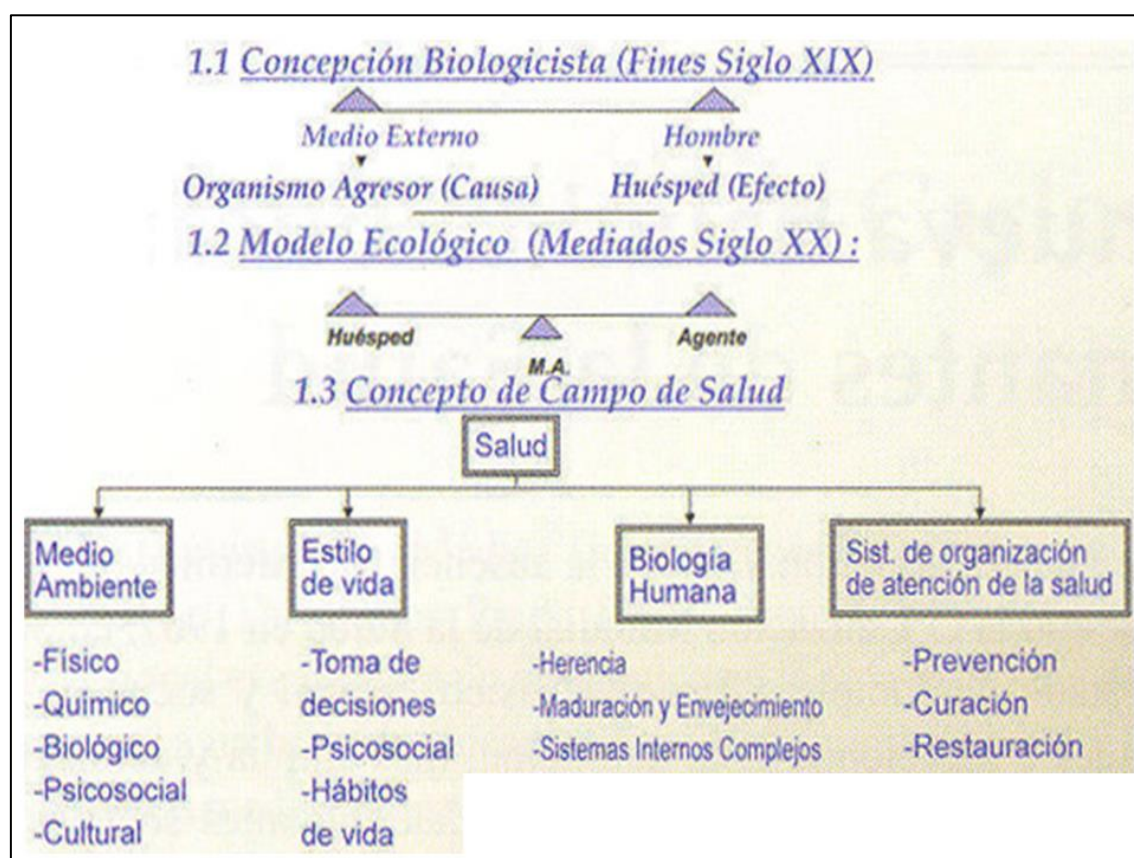 1.1 Concepción Biologicista (Fines Siglo XIX)
Medio Externo
Hombre
Organismo Agresor (Causa)
Huésped (Efecto)
1.2 Modelo Ecológico (Mediados Siglo XX) :
Huésped
M.A.
Agente
1.3 Concepto de Campo de Salud
Salud
Medio
Ambiente
-Físico
-Químico
-Biológico
-Psicosocial
-Cultural
Estilo
de vida
-Toma de
decisiones
-Psicosocial
-Hábitos
de vida
Biología
Humana
-Herencia
-Maduración y Envejecimiento
-Sistemas Internos Complejos
Sist. de organización
de atención de la salud
-Prevención
-Curación
-Restauración